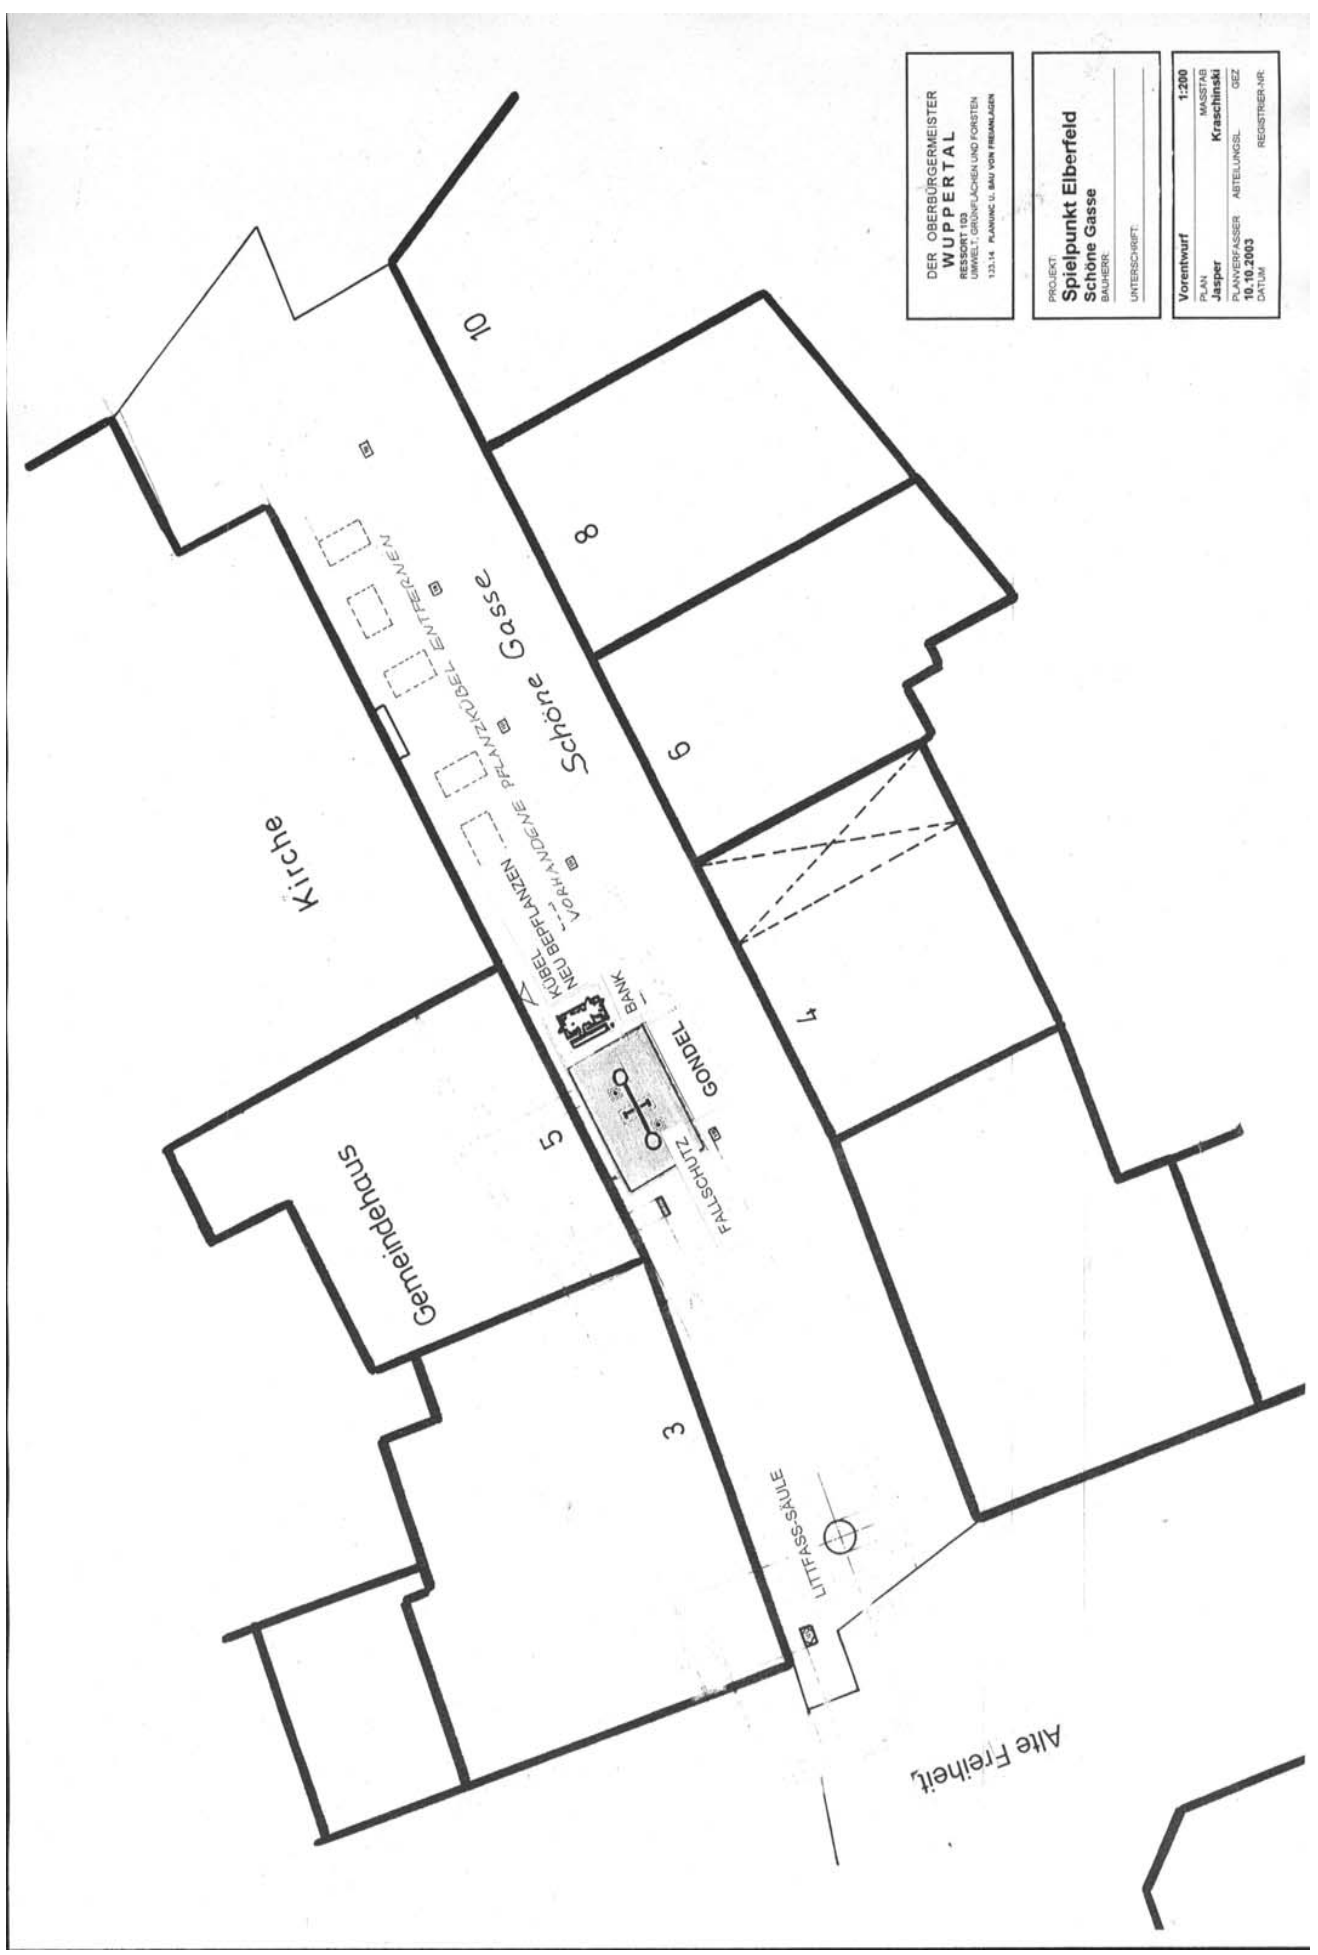 DER OBERBÜRGERMEISTER
WUPPERTAL
RESSORT 103
UMWELT, GRÜNFLÄCHEN UND FORSTEN
133.14 PLANUNG U. BAU VON FREIANLAGEN
PROJEKT:
Spielpunkt Elberfeld
Schöne Gasse
BAUHERR:
UNTERSCHRIFT:
Vorentwurf 1:200
PLAN MASSTAB
Jasper Kraschinski
PLANVERFASSER ABTEILUNGSL. GEZ
10.10.2003
DATUM REGISTRIER-NR:
10
8
6
4
Schöne Gasse
VORHANDENE PFLANZKÜBEL ENTFERNEN
KÜBEL
NEU BEPFLANZEN
BANK
GONDEL
FALLSCHUTZ
Kirche
5
Gemeindehaus
3
LITTFASS-SÄULE
Alte Freiheit,